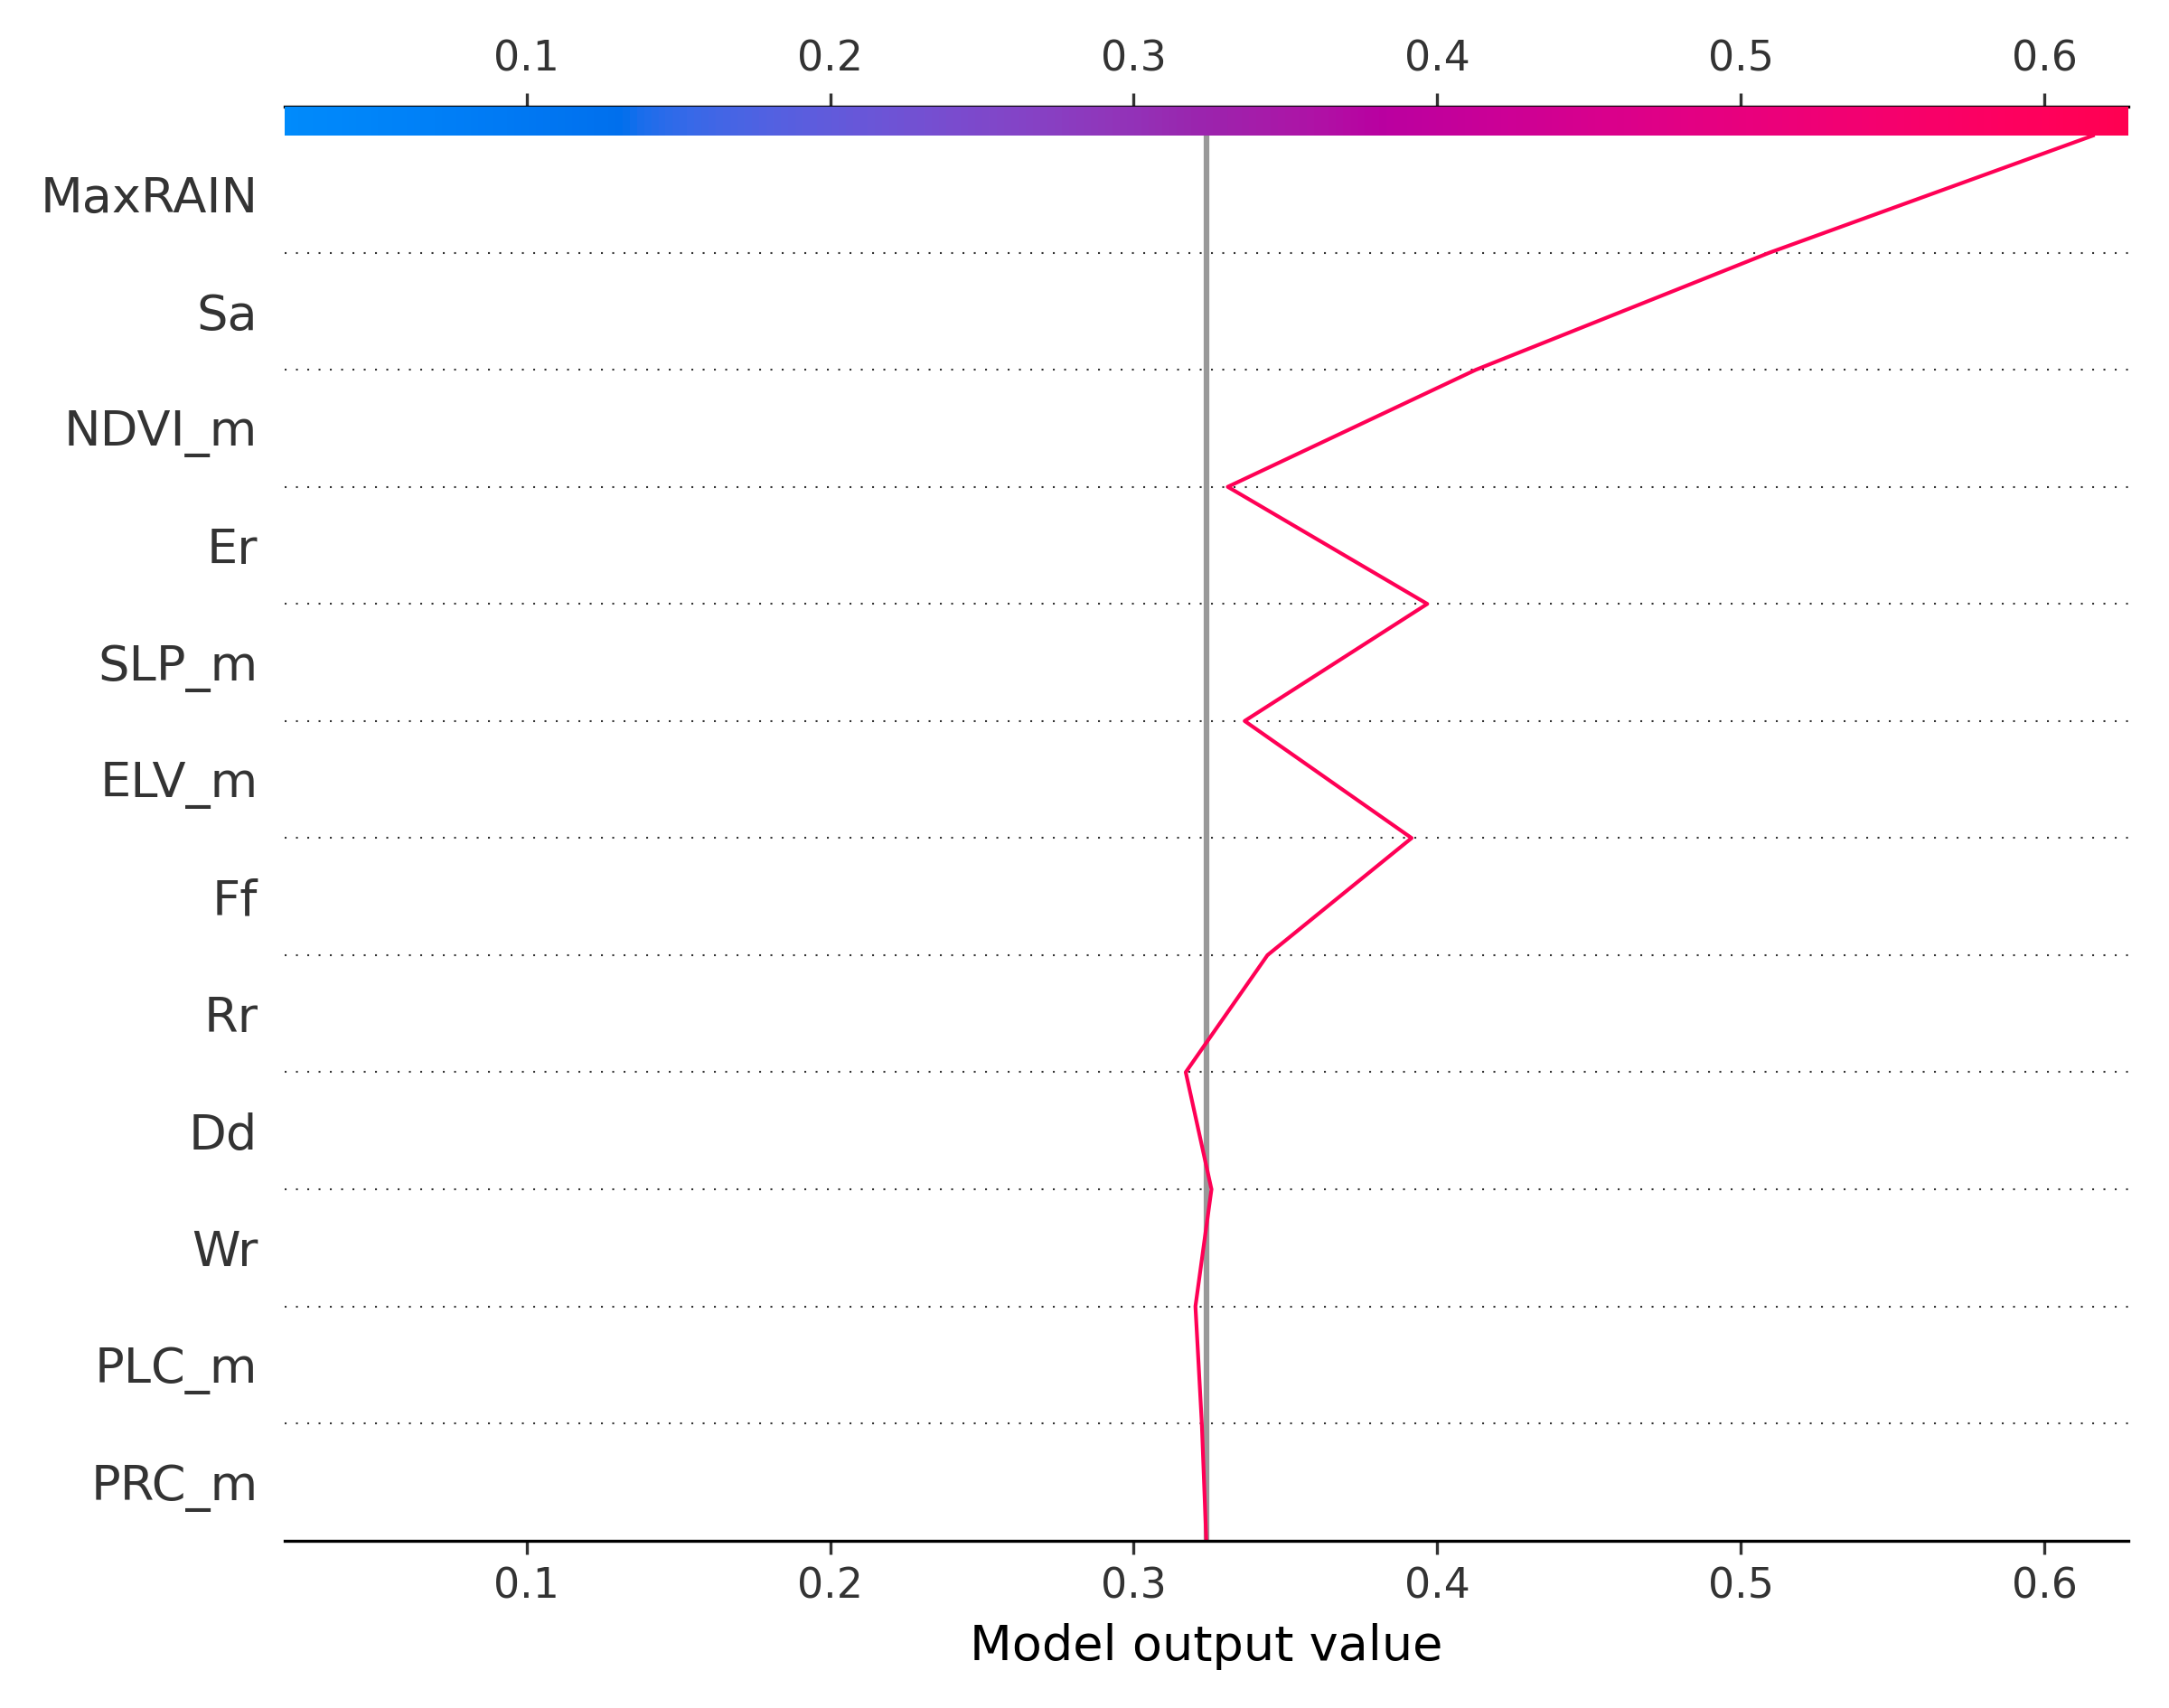 0.1 0.2 0.3 0.4 0.5 0.6
MaxRAIN
Sa
NDVI_m
Er
SLP_m
ELV_m
Ff
Rr
Dd
Wr
PLC_m
PRC_m
0.1 0.2 0.3 0.4 0.5 0.6
Model output value